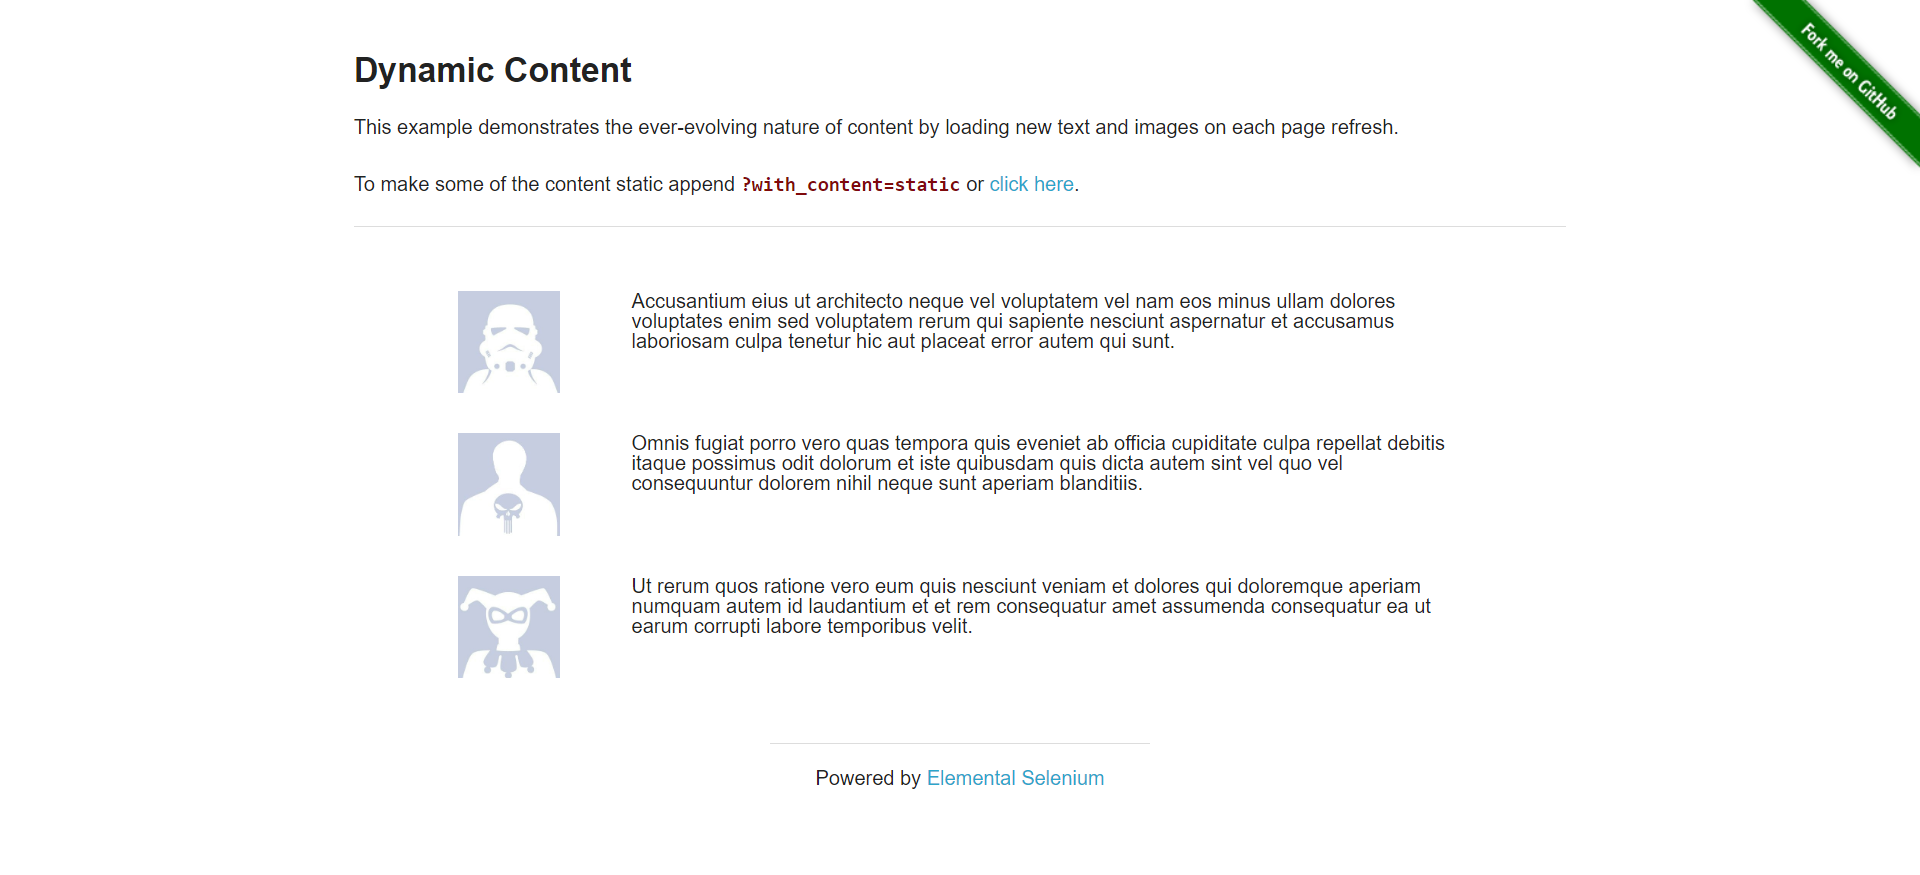 Fork me on GitHub
Dynamic Content
This example demonstrates the ever-evolving nature of content by loading new text and images on each page refresh.
To make some of the content static append ?with_content=static or click here.
Accusantium eius ut architecto neque vel voluptatem vel nam eos minus ullam dolores
voluptates enim sed voluptatem rerum qui sapiente nesciunt aspernatur et accusamus
laboriosam culpa tenetur hic aut placeat error autem qui sunt.
Omnis fugiat porro vero quas tempora quis eveniet ab officia cupiditate culpa repellat debitis
itaque possimus odit dolorum et iste quibusdam quis dicta autem sint vel quo vel
consequuntur dolorem nihil neque sunt aperiam blanditiis.
Ut rerum quos ratione vero eum quis nesciunt veniam et dolores qui doloremque aperiam
numquam autem id laudantium et et rem consequatur amet assumenda consequatur ea ut
earum corrupti labore temporibus velit.
Powered by Elemental Selenium